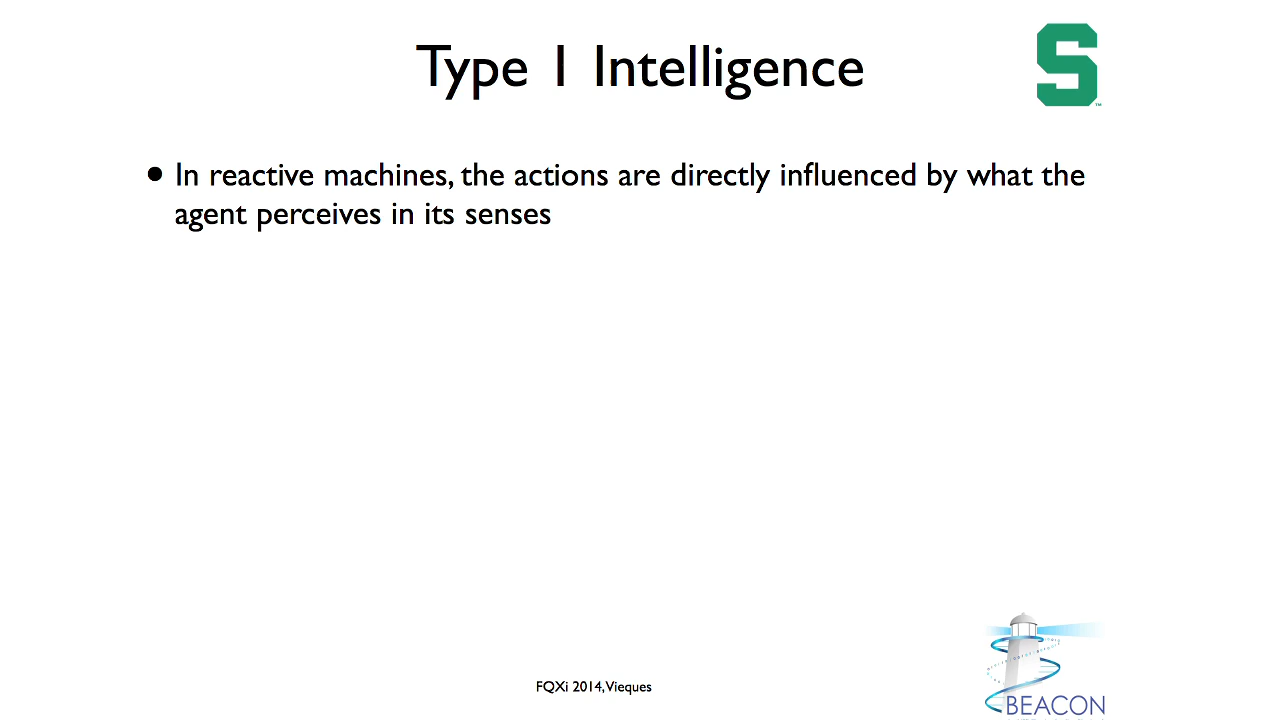 Type 1 Intelligence
S
™
• In reactive machines, the actions are directly influenced by what the
agent perceives in its senses
FQXi 2014, Vieques
BEACON